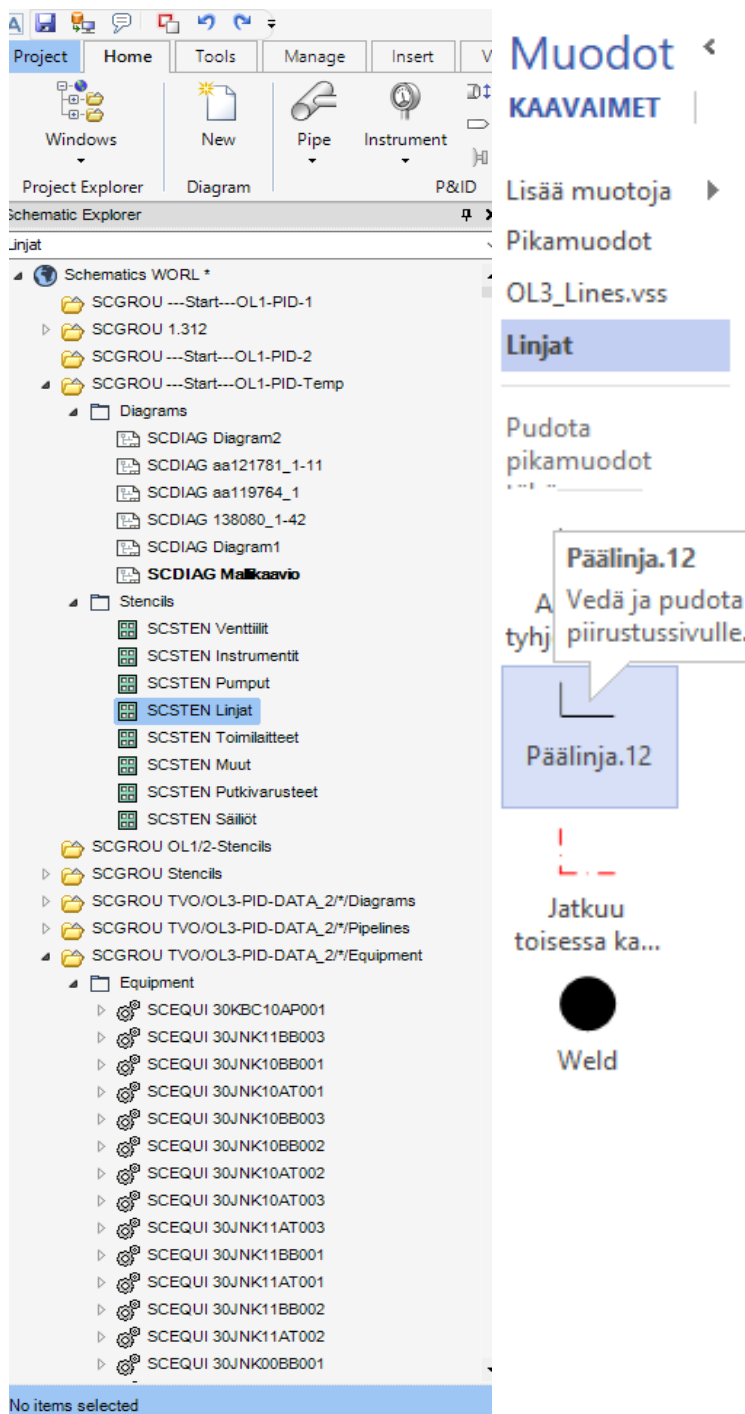 Project Home Tools Manage Insert V
Windows New Pipe Instrument
Project Explorer Diagram P&ID
Schematic Explorer
Linjat
Schematics WORL *
SCGROU ---Start---OL1-PID-1
SCGROU 1.312
SCGROU ---Start---OL1-PID-2
SCGROU ---Start---OL1-PID-Temp
Diagrams
SCDIAG Diagram2
SCDIAG aa121781_1-11
SCDIAG aa119764_1
SCDIAG 138080_1-42
SCDIAG Diagram1
SCDIAG Mallikaavio
Stencils
SCSTEN Venttiilit
SCSTEN Instrumentit
SCSTEN Pumput
SCSTEN Linjat
SCSTEN Toimilaitteet
SCSTEN Muut
SCSTEN Putkivarusteet
SCSTEN Säiliöt
SCGROU OL1/2-Stencils
SCGROU Stencils
SCGROU TVO/OL3-PID-DATA_2/*/Diagrams
SCGROU TVO/OL3-PID-DATA_2/*/Pipelines
SCGROU TVO/OL3-PID-DATA_2/*/Equipment
Equipment
SCEQUI 30KBC10AP001
SCEQUI 30JNK11BB003
SCEQUI 30JNK10BB001
SCEQUI 30JNK10AT001
SCEQUI 30JNK10BB003
SCEQUI 30JNK10BB002
SCEQUI 30JNK10AT002
SCEQUI 30JNK10AT003
SCEQUI 30JNK11AT003
SCEQUI 30JNK11BB001
SCEQUI 30JNK11AT001
SCEQUI 30JNK11BB002
SCEQUI 30JNK11AT002
SCEQUI 30JNK00BB001
No items selected
Muodot
KAAVAIMET
Lisää muotoja
Pikamuodot
OL3_Lines.vss
Linjat
Pudota
pikamuodot
Päälinja.12
A Vedä ja pudota
tyhj piirustussivulle.
Päälinja.12
Jatkuu
toisessa ka...
Weld